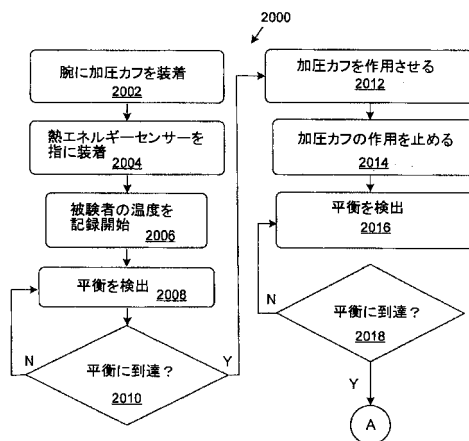 2000
腕に加圧カフを装着
2002
熱エネルギーセンサーを
指に装着
2004
被験者の温度を
記録開始
2006
平衡を検出
2008
N
Y
平衡に到達？
2010
加圧カフを作用させる
2012
加圧カフの作用を止める
2014
平衡を検出
2016
N
平衡に到達？
2018
Y
A